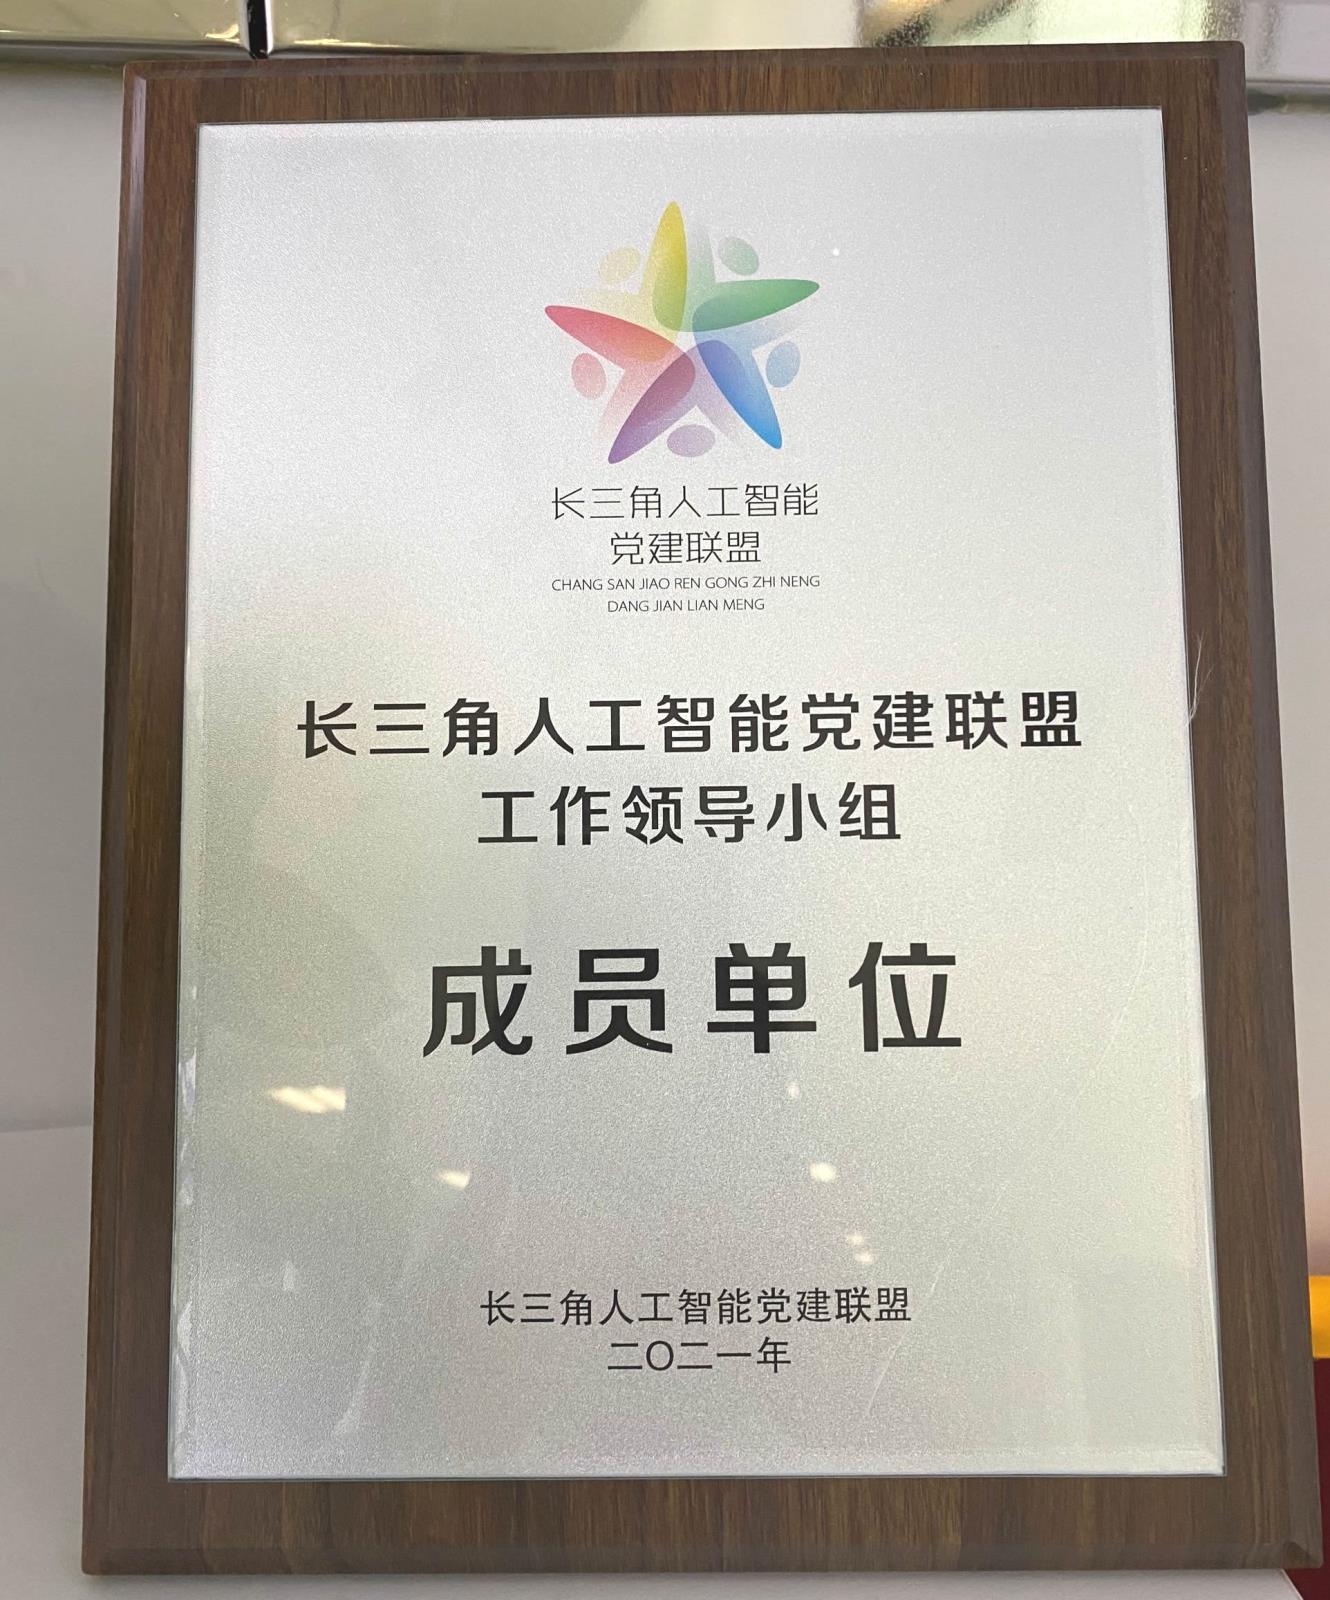 长三角人工智能
党建联盟
CHANG SAN JIAO REN GONG ZHI NENG
DANG JIAN LIAN MENG
长三角人工智能党建联盟
工作领导小组
成员单位
长三角人工智能党建联盟
二〇二一年